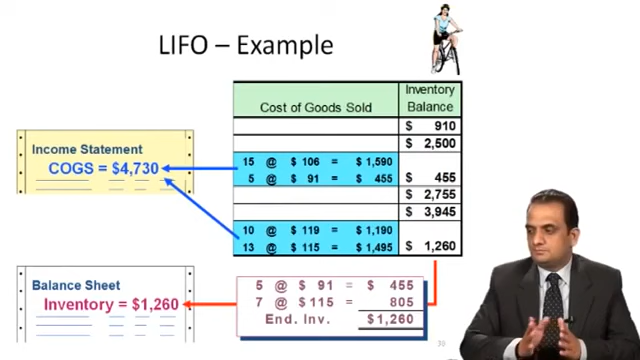 LIFO – Example
Cost of Goods Sold
Inventory Balance
$ 910
$ 2,500
15 @ $ 106 = $ 1,590
5 @ $ 91 = $ 455 $ 455
$ 2,755
$ 3,945
10 @ $ 119 = $ 1,190
13 @ $ 115 = $ 1,495 $ 1,260
Income Statement
COGS = $4,730
Balance Sheet
Inventory = $1,260
5 @ $ 91 = $ 455
7 @ $ 115 = 805
End. Inv. $1,260